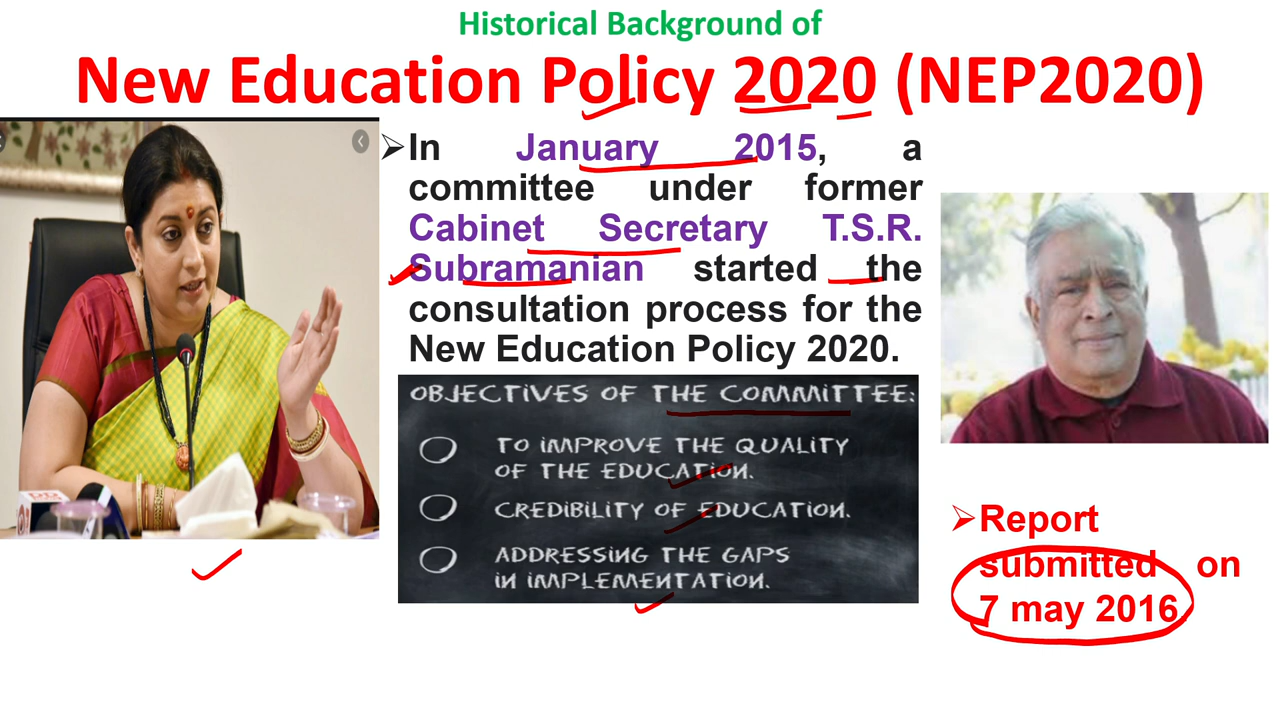 Historical Background of
New Education Policy 2020 (NEP2020)
➢In January 2015, a
committee under former
Cabinet Secretary T.S.R.
Subramanian started the
consultation process for the
New Education Policy 2020.
OBJECTIVES OF THE COMMITTEE:
TO IMPROVE THE QUALITY
OF THE EDUCATION.
CREDIBILITY OF EDUCATION.
ADDRESSING THE GAPS
IN IMPLEMENTATION.
➢Report
submitted on
7 may 2016